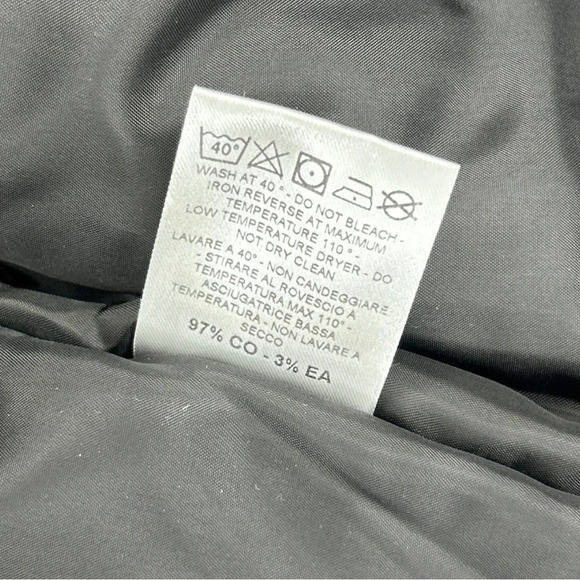 40°
WASH AT 40 ° - DO NOT BLEACH -
IRON REVERSE AT MAXIMUM
TEMPERATURE 110 ° -
LOW TEMPERATURE DRYER - DO
NOT DRY CLEAN
LAVARE A 40° - NON CANDEGGIARE
- STIRARE AL ROVESCIO A
TEMPERATURA MAX 110° -
ASCIUGATRICE BASSA
TEMPERATURA - NON LAVARE A
SECCO
97% CO - 3% EA